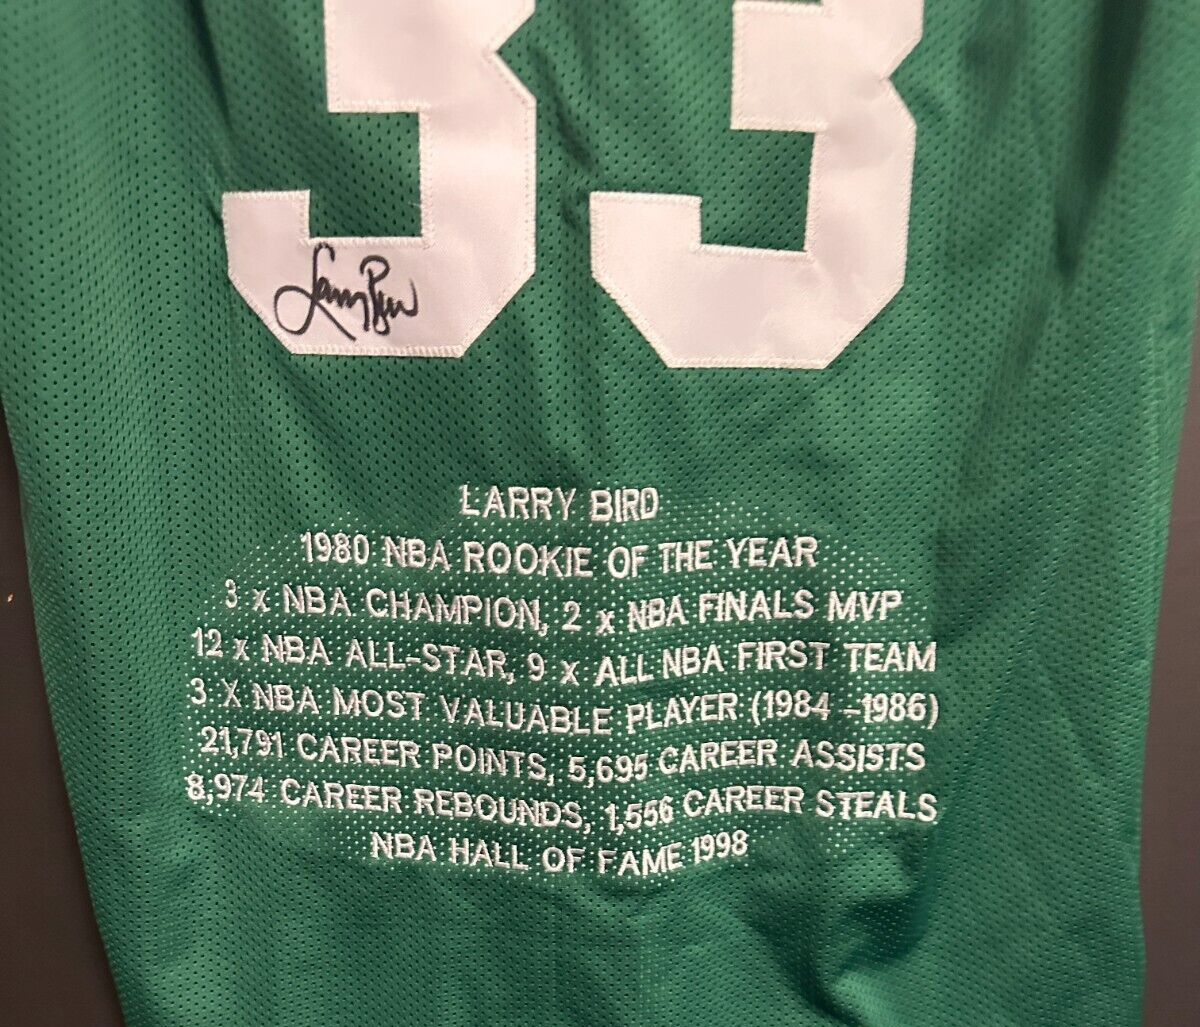 33
Larry Bird
LARRY BIRD
1980 NBA ROOKIE OF THE YEAR
3 x NBA CHAMPION, 2 x NBA FINALS MVP
12 x NBA ALL-STAR, 9 x ALL NBA FIRST TEAM
3 X NBA MOST VALUABLE PLAYER (1984 -1986)
21,791 CAREER POINTS, 5,695 CAREER ASSISTS
8,974 CAREER REBOUNDS, 1,556 CAREER STEALS
NBA HALL OF FAME 1998